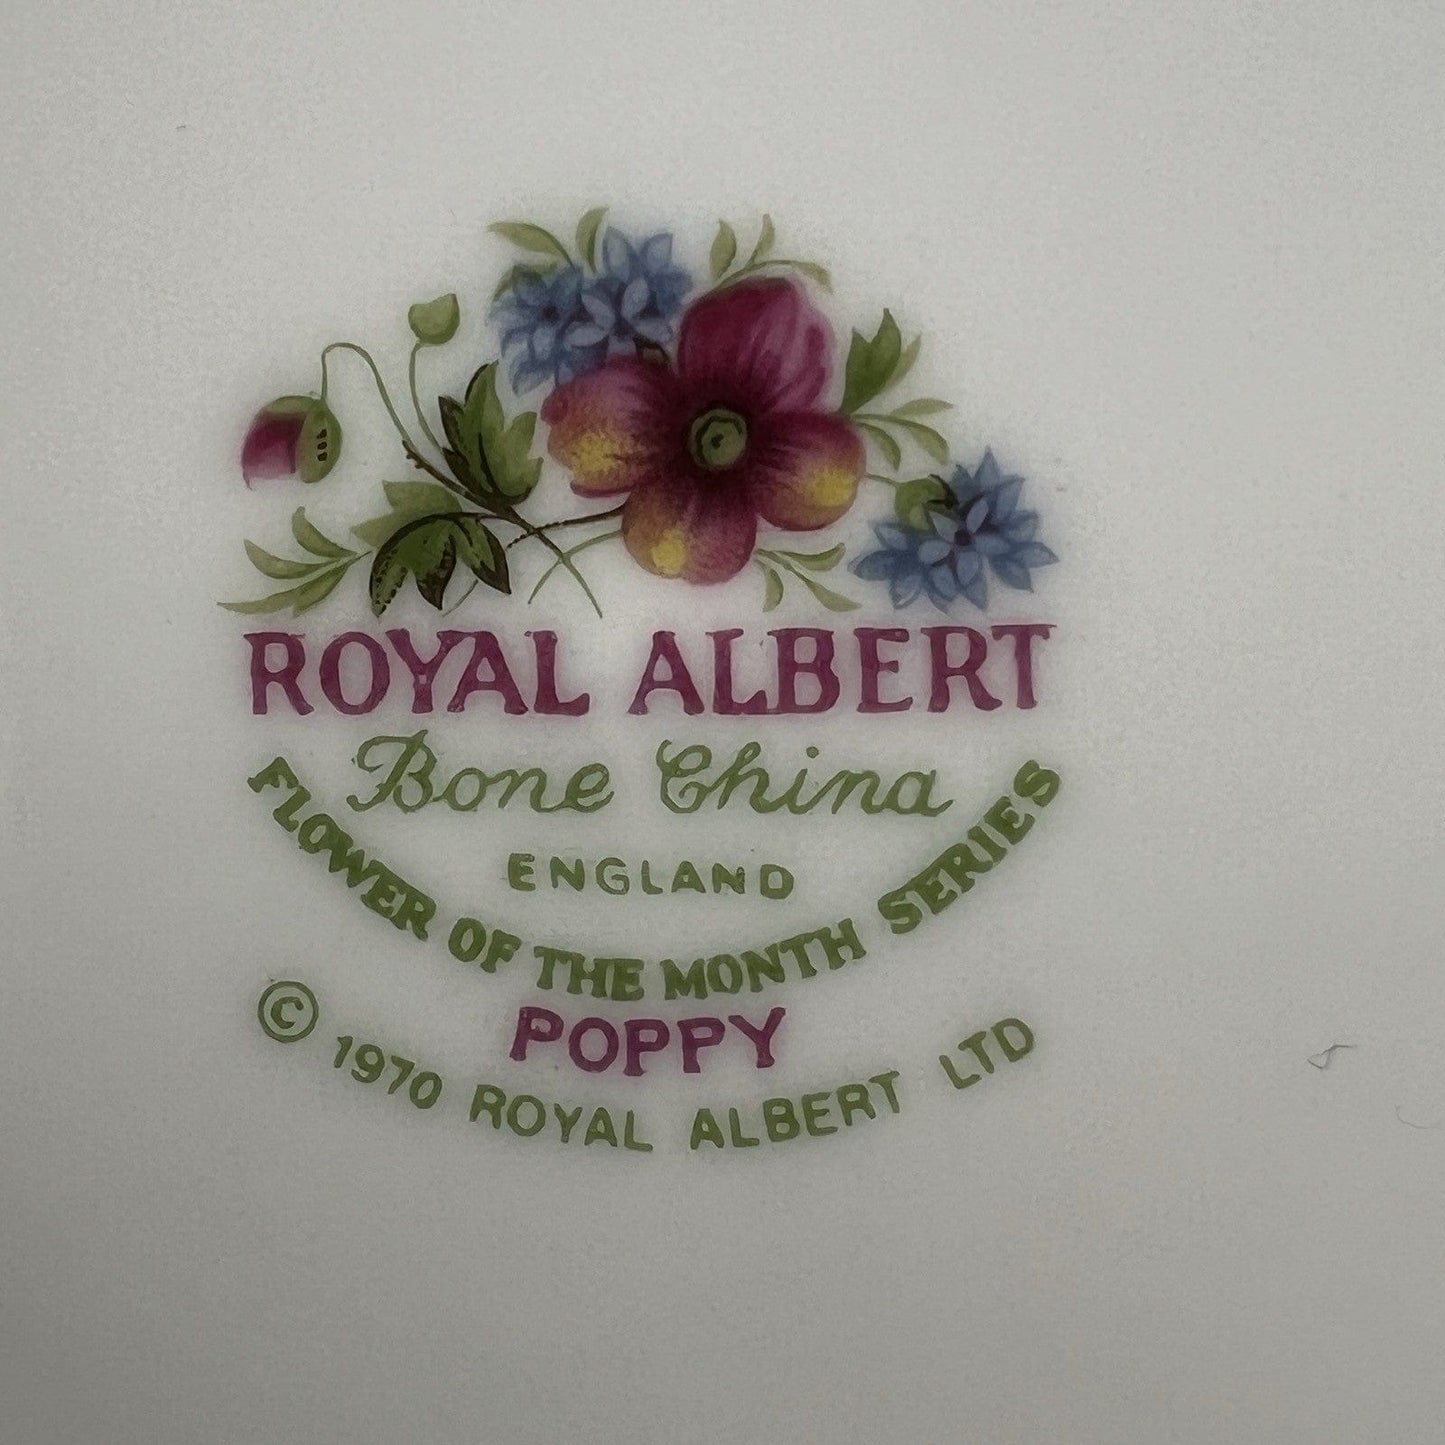 ROYAL ALBERT
Bone China
ENGLAND
FLOWER OF THE MONTH SERIES
POPPY
© 1970 ROYAL ALBERT LTD